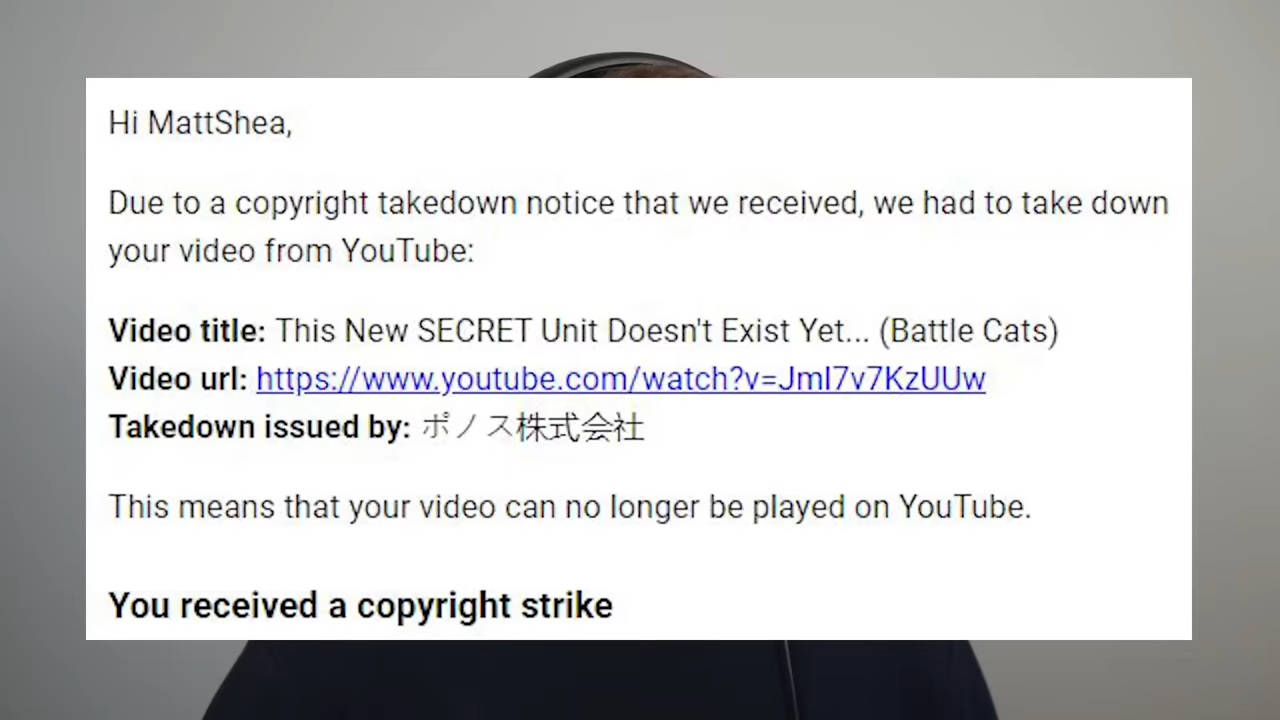 Hi MattShea,
Due to a copyright takedown notice that we received, we had to take down
your video from YouTube:
Video title: This New SECRET Unit Doesn't Exist Yet... (Battle Cats)
Video url: https://www.youtube.com/watch?v=JmI7v7KzUUw
Takedown issued by: ポノス株式会社
This means that your video can no longer be played on YouTube.
You received a copyright strike